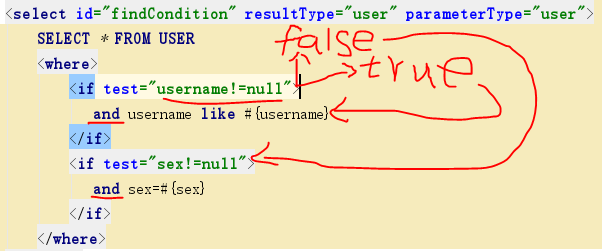 <select id="findCondition" resultType="user" parameterType="user">
SELECT * FROM USER
false
<where>
true
<if test="username!=null">
and username like #{username}
</if>
<if test="sex!=null">
and sex=#{sex}
</if>
</where>